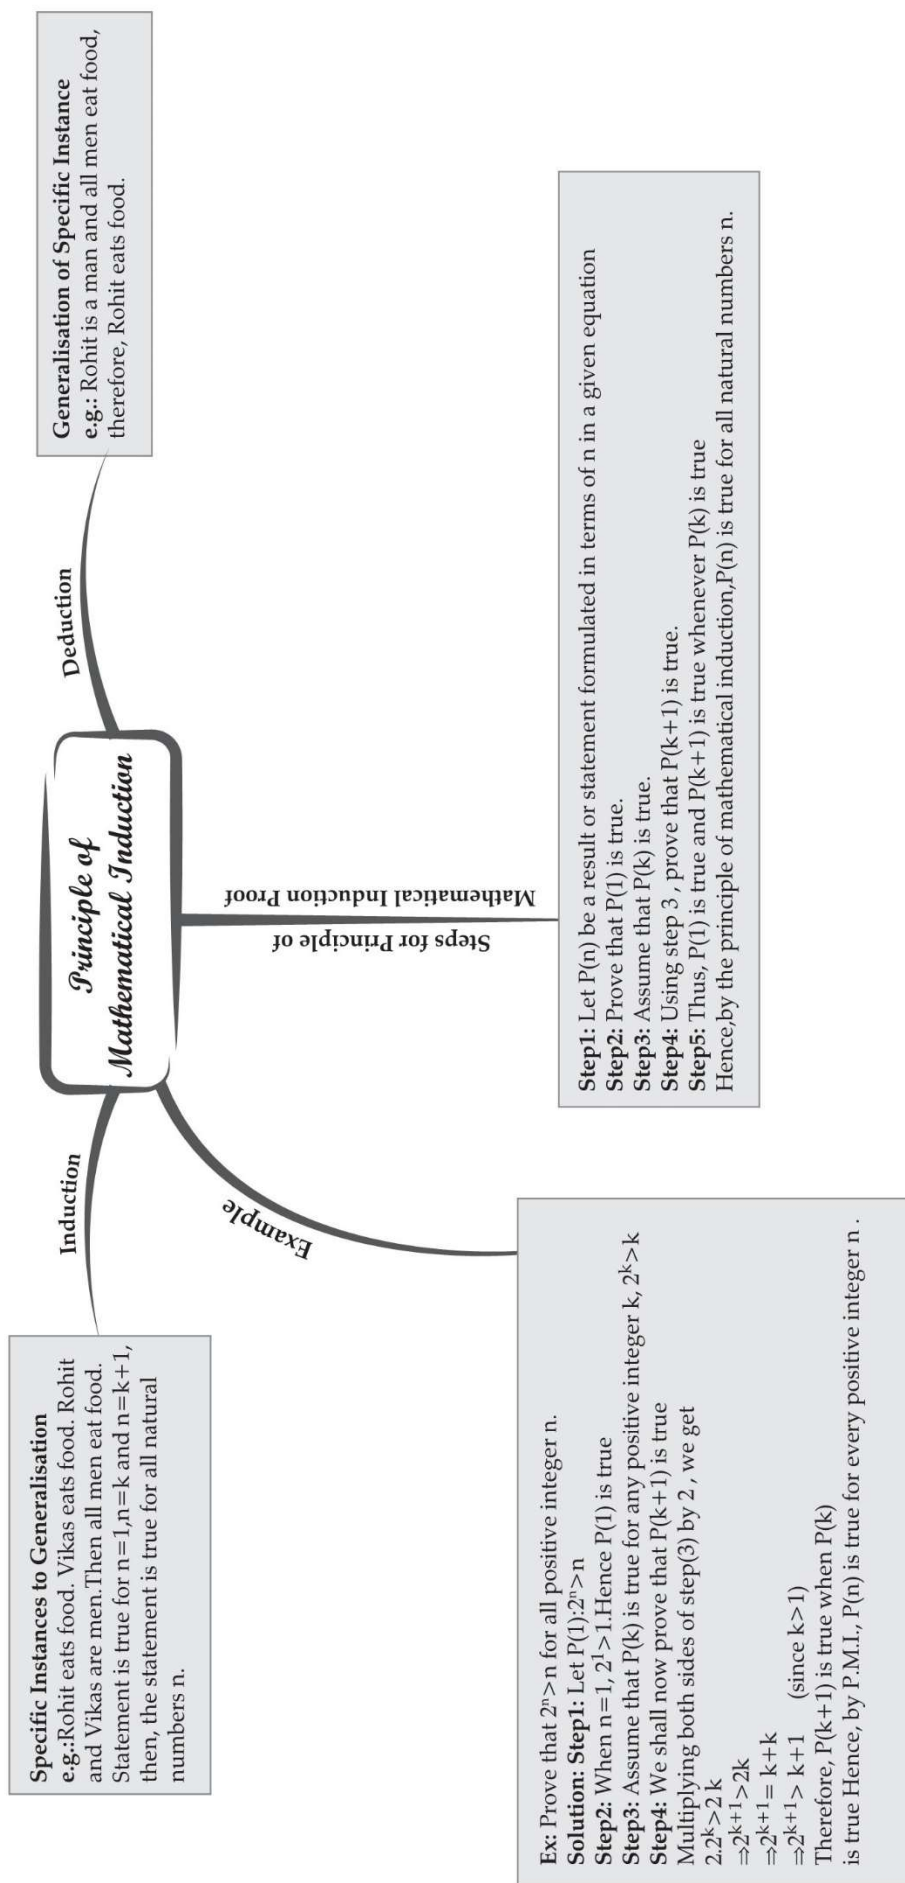 Principle of
Mathematical Induction
Induction
Specific Instances to Generalisation
e.g.:Rohit eats food. Vikas eats food. Rohit
and Vikas are men.Then all men eat food.
Statement is true for n=1,n=k and n=k+1,
then, the statement is true for all natural
numbers n.
Deduction
Generalisation of Specific Instance
e.g.: Rohit is a man and all men eat food,
therefore, Rohit eats food.
Example
Ex: Prove that 2ⁿ>n for all positive integer n.
Solution: Step1: Let P(1):2ⁿ>n
Step2: When n=1, 2¹>1.Hence P(1) is true
Step3: Assume that P(k) is true for any positive integer k, 2ᵏ>k
Step4: We shall now prove that P(k+1) is true
Multiplying both sides of step(3) by 2 , we get
2.2ᵏ>2 k
⇒2ᵏ⁺¹>2k
⇒2ᵏ⁺¹= k+k
⇒2ᵏ⁺¹> k+1 (since k>1)
Therefore, P(k+1) is true when P(k)
is true Hence, by P.M.I., P(n) is true for every positive integer n .
Steps for Principle of
Mathematical Induction Proof
Step1: Let P(n) be a result or statement formulated in terms of n in a given equation
Step2: Prove that P(1) is true.
Step3: Assume that P(k) is true.
Step4: Using step 3 , prove that P(k+1) is true.
Step5: Thus, P(1) is true and P(k+1) is true whenever P(k) is true
Hence,by the principle of mathematical induction,P(n) is true for all natural numbers n.